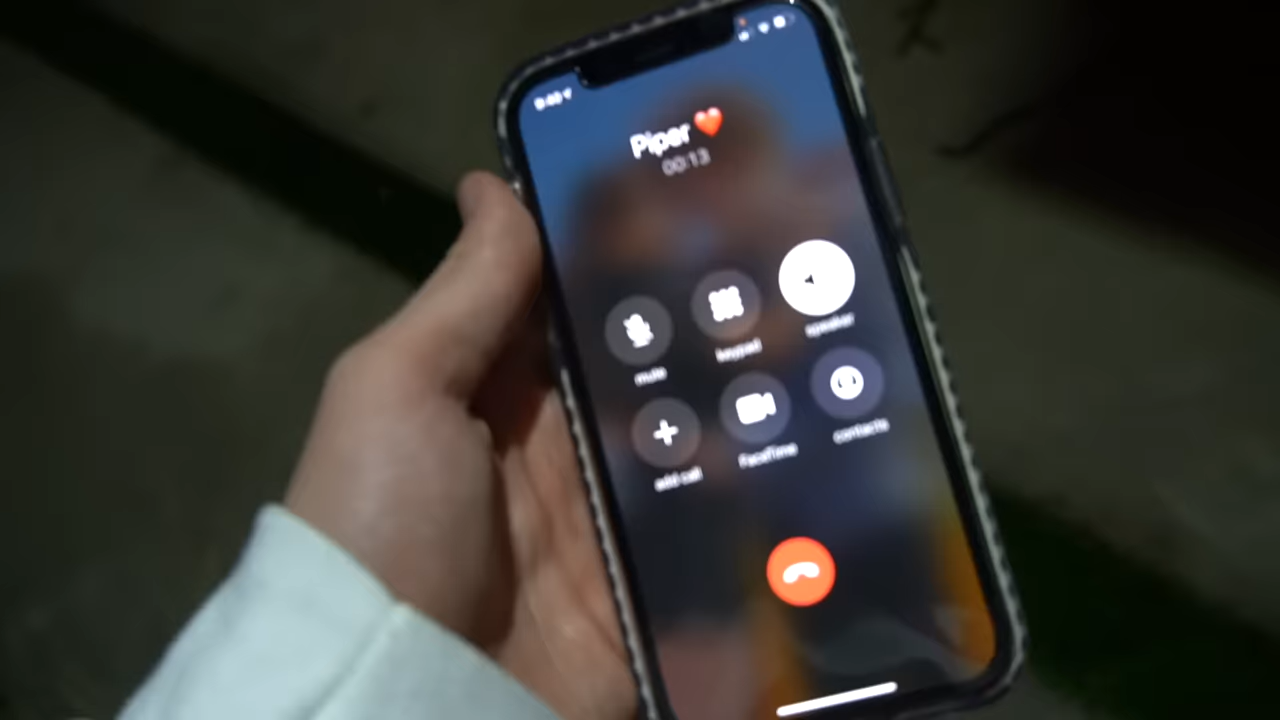 Piper ❤️
00:13
mute
keypad
speaker
add call
FaceTime
contacts